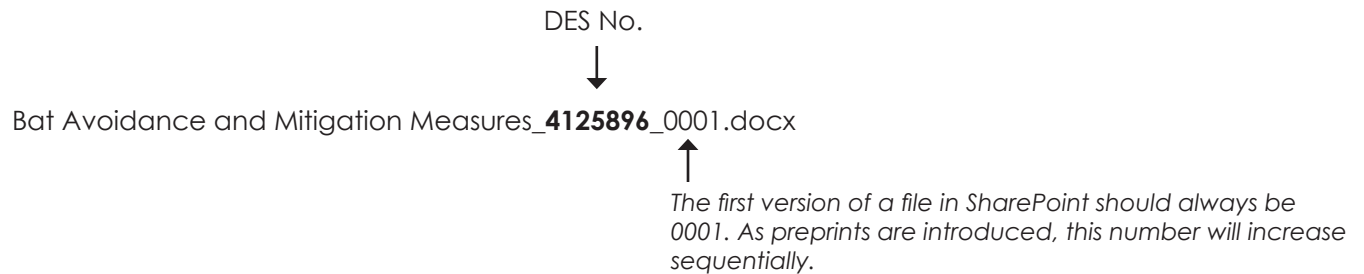 DES No.
Bat Avoidance and Mitigation Measures_4125896_0001.docx
The first version of a file in SharePoint should always be
0001. As preprints are introduced, this number will increase
sequentially.